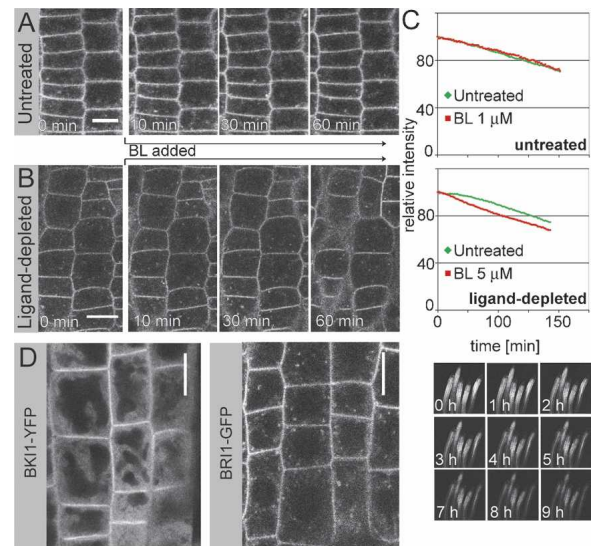 A
Untreated
0 min
10 min
30 min
60 min
BL added
B
Ligand-depleted
0 min
10 min
30 min
60 min
C
relative intensity
80
40
0
Untreated
BL 1 µM
untreated
80
40
0
Untreated
BL 5 µM
ligand-depleted
0
100
150
time [min]
0 h
1 h
2 h
3 h
4 h
5 h
7 h
8 h
9 h
D
BKI1-YFP
BRI1-GFP